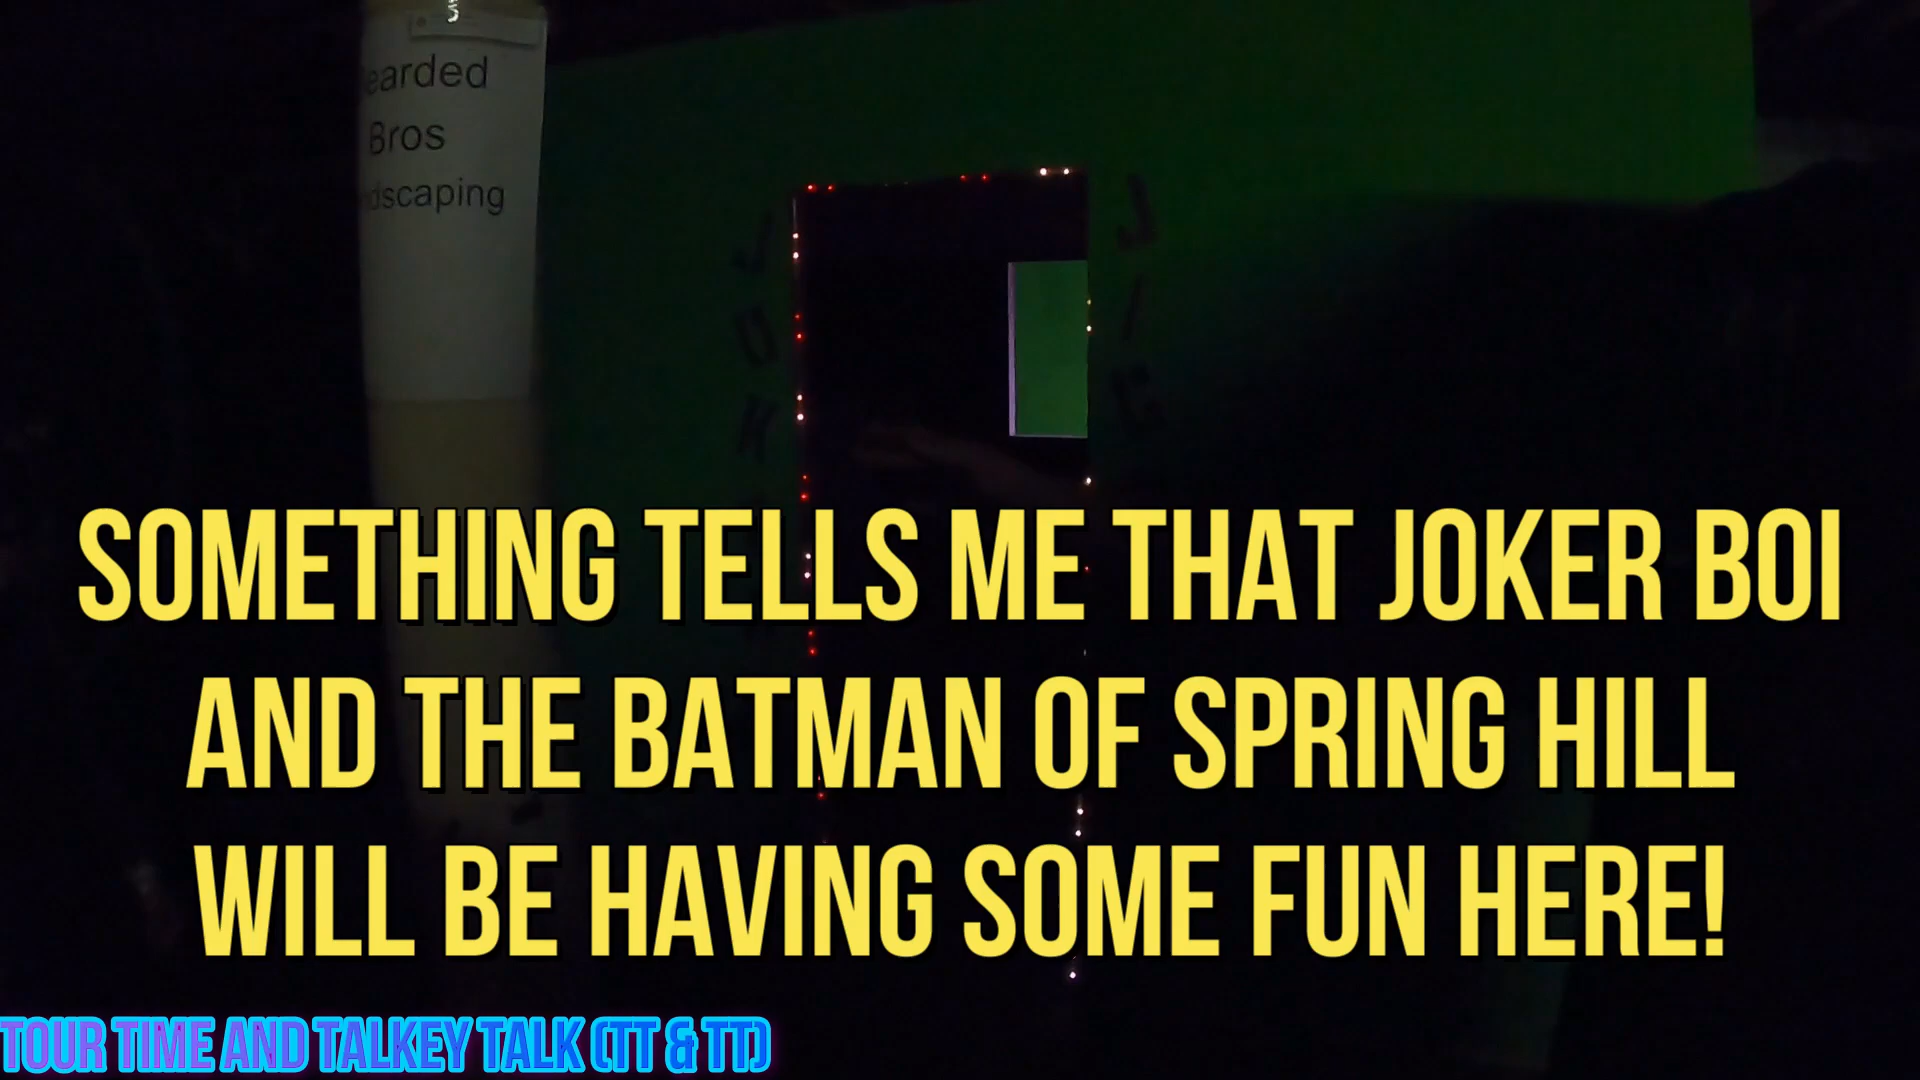 earded
Bros
dscaping
SOMETHING TELLS ME THAT JOKER BOI
AND THE BATMAN OF SPRING HILL
WILL BE HAVING SOME FUN HERE!
TOUR TIME AND TALKEY TALK (TT & TT)